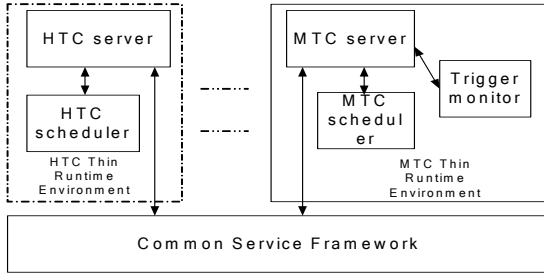 HTC server
HTC
scheduler
HTC Thin
Runtime
Environment
MTC server
MTC
schedul
er
Trigger
monitor
MTC Thin
Runtime
Environment
Common Service Framework